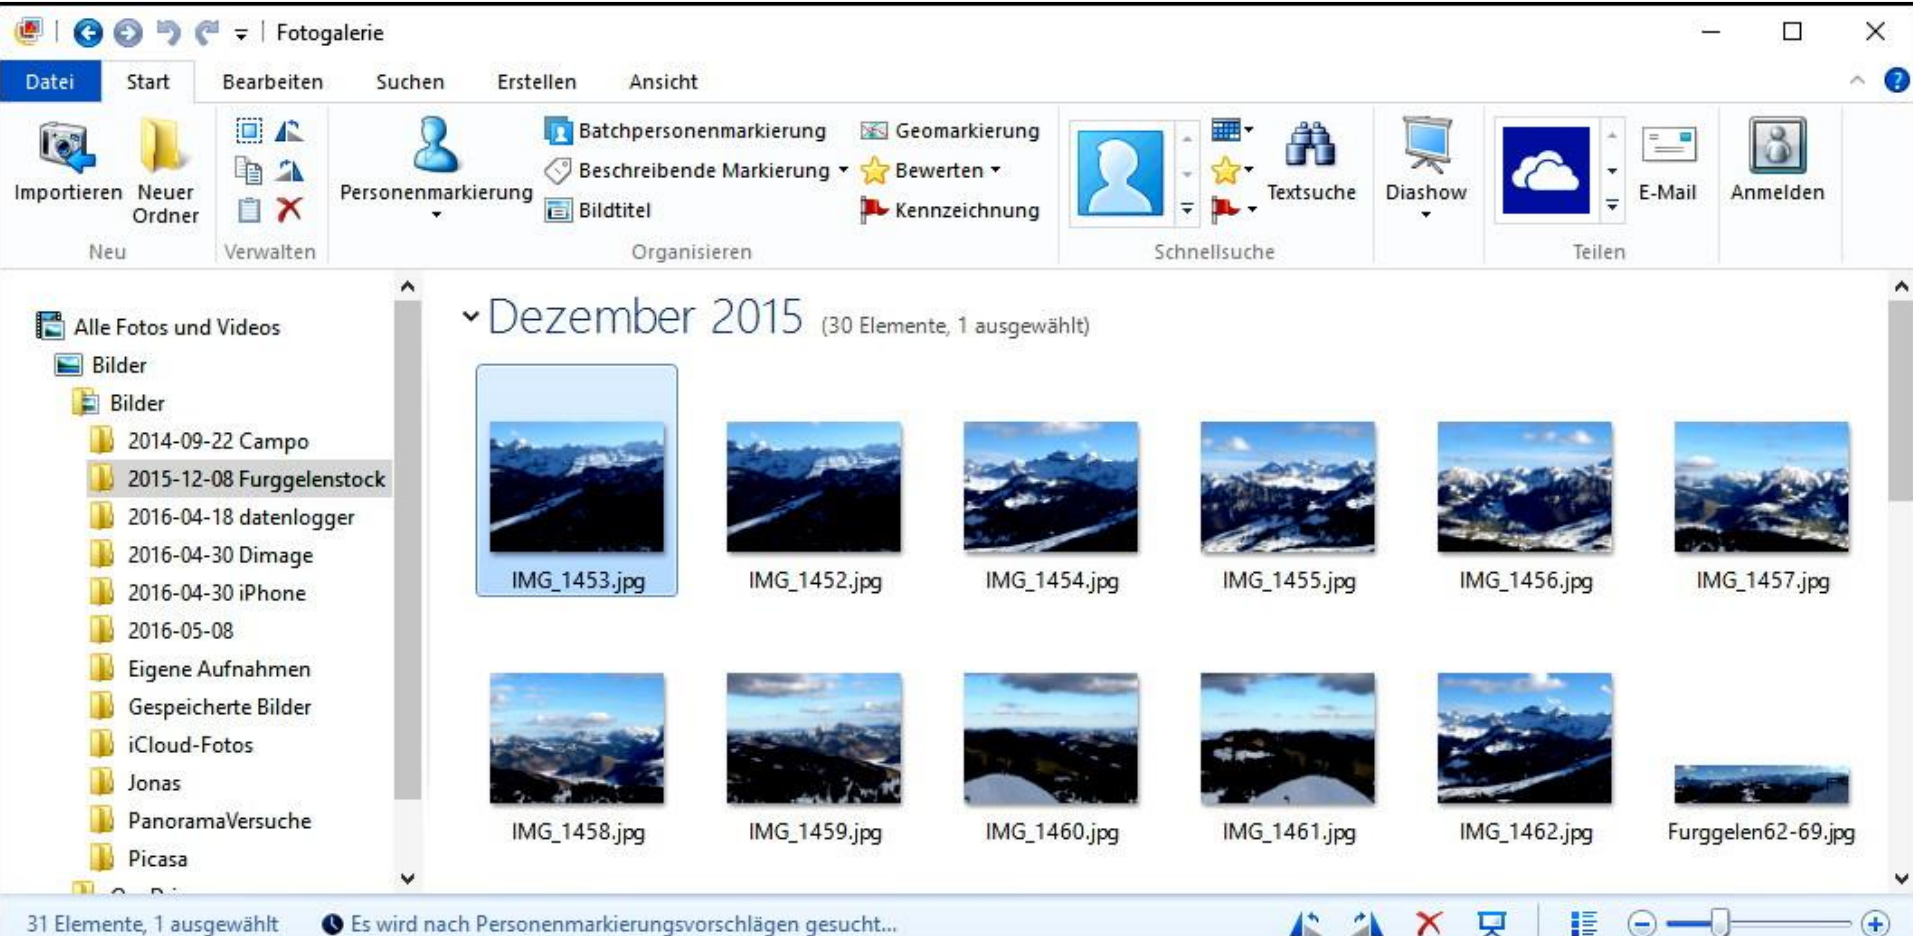 Fotogalerie
Datei Start Bearbeiten Suchen Erstellen Ansicht
Importieren
Neuer Ordner
Neu
Verwalten
Personenmarkierung
Batchpersonenmarkierung
Beschreibende Markierung
Bildtitel
Geomarkierung
Bewerten
Kennzeichnung
Organisieren
Textsuche
Schnellsuche
Diashow
E-Mail
Teilen
Anmelden
Alle Fotos und Videos
Bilder
Bilder
2014-09-22 Campo
2015-12-08 Furggelenstock
2016-04-18 datenlogger
2016-04-30 Dimage
2016-04-30 iPhone
2016-05-08
Eigene Aufnahmen
Gespeicherte Bilder
iCloud-Fotos
Jonas
PanoramaVersuche
Picasa
Dezember 2015 (30 Elemente, 1 ausgewählt)
IMG_1453.jpg IMG_1452.jpg IMG_1454.jpg IMG_1455.jpg IMG_1456.jpg IMG_1457.jpg
IMG_1458.jpg IMG_1459.jpg IMG_1460.jpg IMG_1461.jpg IMG_1462.jpg Furggelen62-69.jpg
31 Elemente, 1 ausgewählt Es wird nach Personenmarkierungsvorschlägen gesucht...